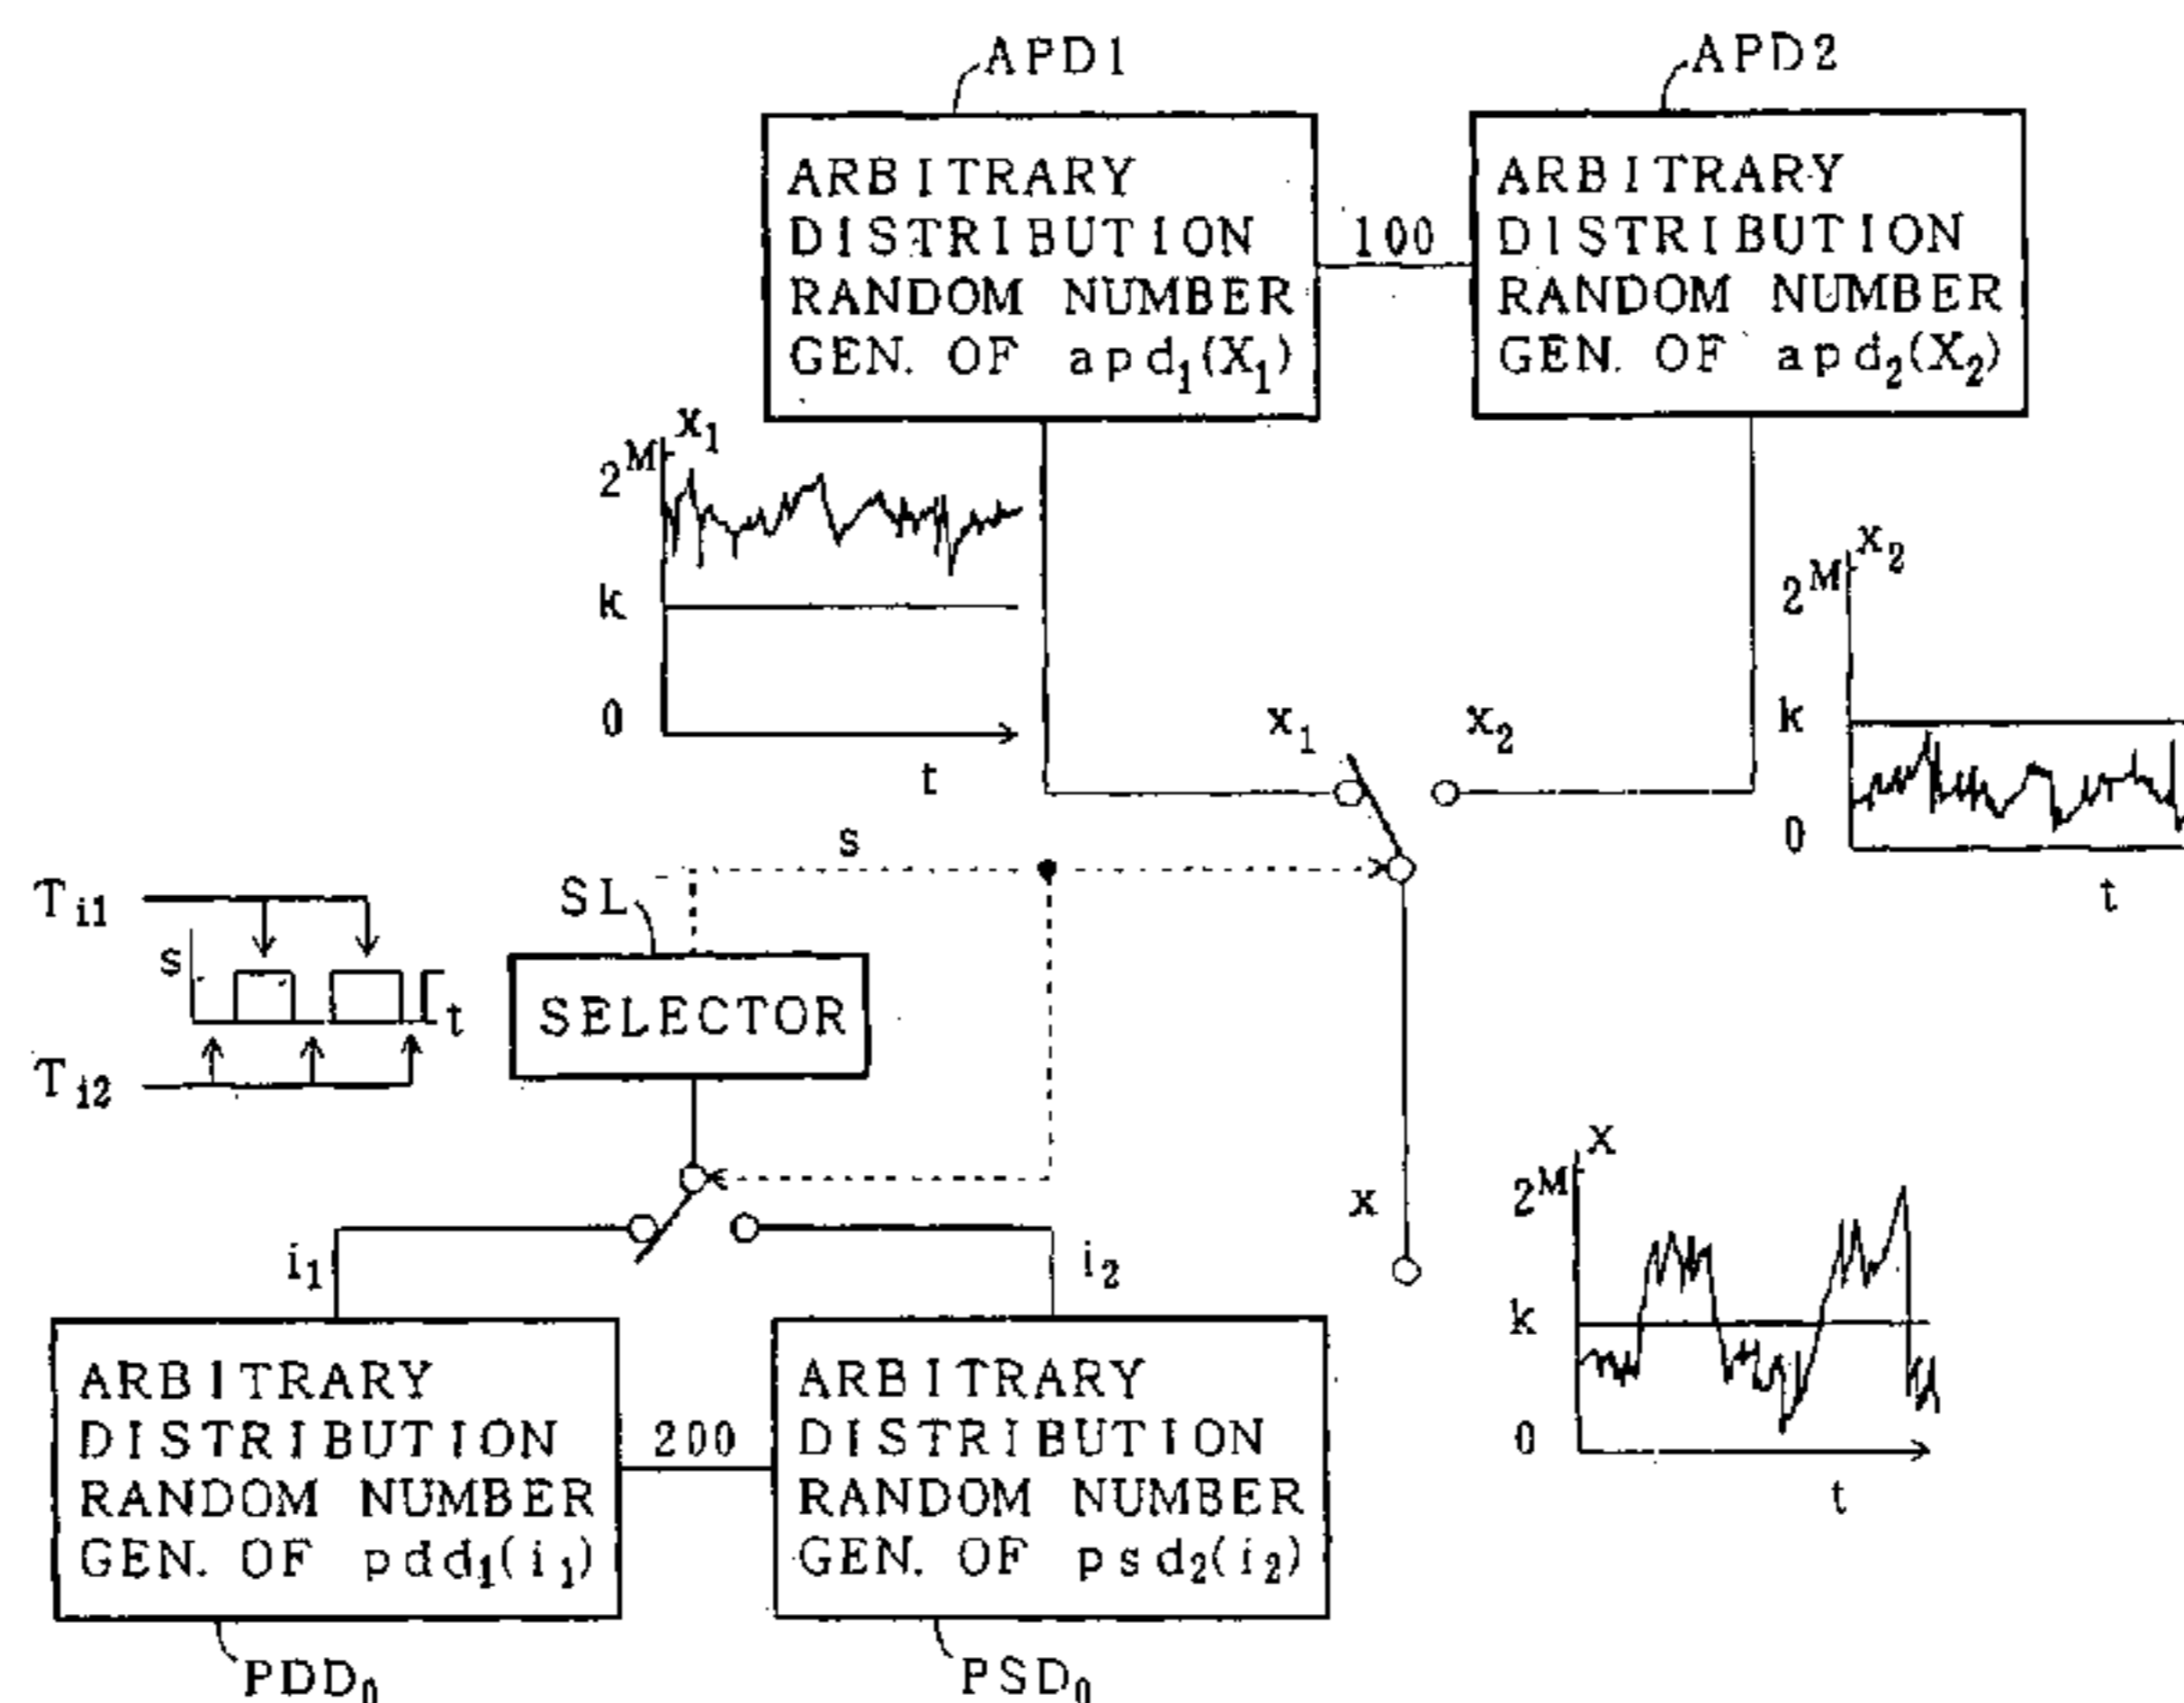 APD1
APD2
ARBITRARY
DISTRIBUTION
RANDOM NUMBER
GEN. OF apd₁(X₁)
100
ARBITRARY
DISTRIBUTION
RANDOM NUMBER
GEN. OF apd₂(X₂)
2ᴹ
x₁
k
0
t
x₁
x₂
2ᴹ
x₂
k
0
t
s
SL
SELECTOR
Tᵢ₁
s
t
Tᵢ₂
i₁
i₂
x
2ᴹ
x
k
0
t
ARBITRARY
DISTRIBUTION
RANDOM NUMBER
GEN. OF pdd₁(i₁)
200
ARBITRARY
DISTRIBUTION
RANDOM NUMBER
GEN. OF psd₂(i₂)
PDD₀
PSD₀